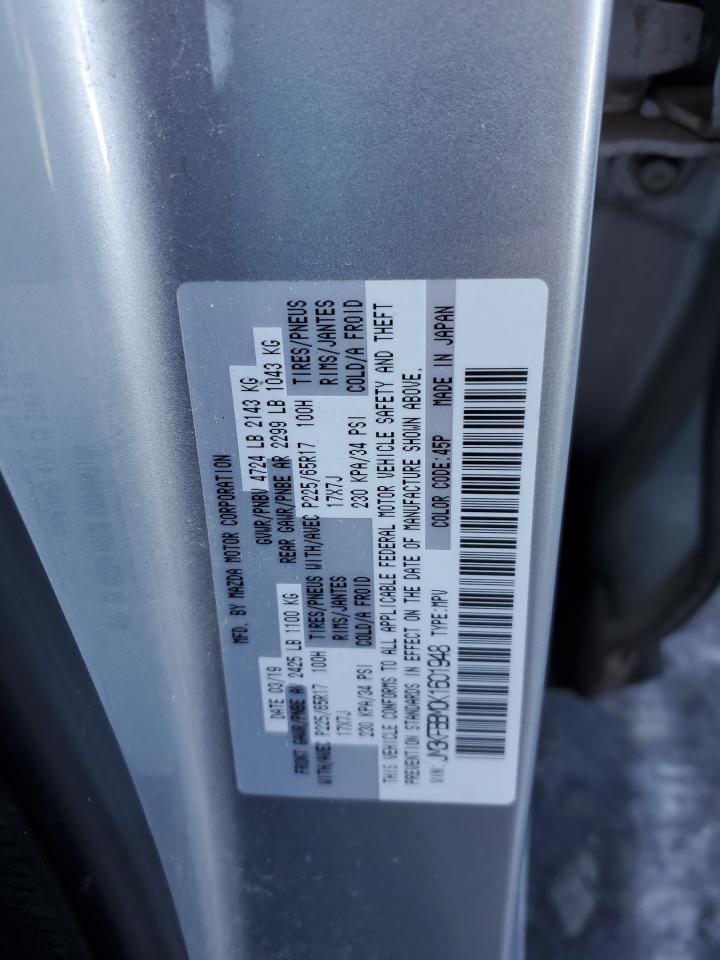 MFD. BY MAZDA MOTOR CORPORATION
DATE 03/19 GVWR/PNBV 4724 LB 2143 KG
FRONT GAWR/PNBE AV 2425 LB 1100 KG REAR GAWR/PNBE AR 2299 LB 1043 KG
WITH/AVEC P225/65R17 100H TIRES/PNEUS WITH/AVEC P225/65R17 100H TIRES/PNEUS
17X7J RIMS/JANTES 17X7J RIMS/JANTES
230 KPA/34 PSI COLD/A FROID 230 KPA/34 PSI COLD/A FROID
THIS VEHICLE CONFORMS TO ALL APPLICABLE FEDERAL MOTOR VEHICLE SAFETY AND THEFT
PREVENTION STANDARDS IN EFFECT ON THE DATE OF MANUFACTURE SHOWN ABOVE.
VIN: JM3KFBBM0K1601948 TYPE:MPV COLOR CODE:45P MADE IN JAPAN